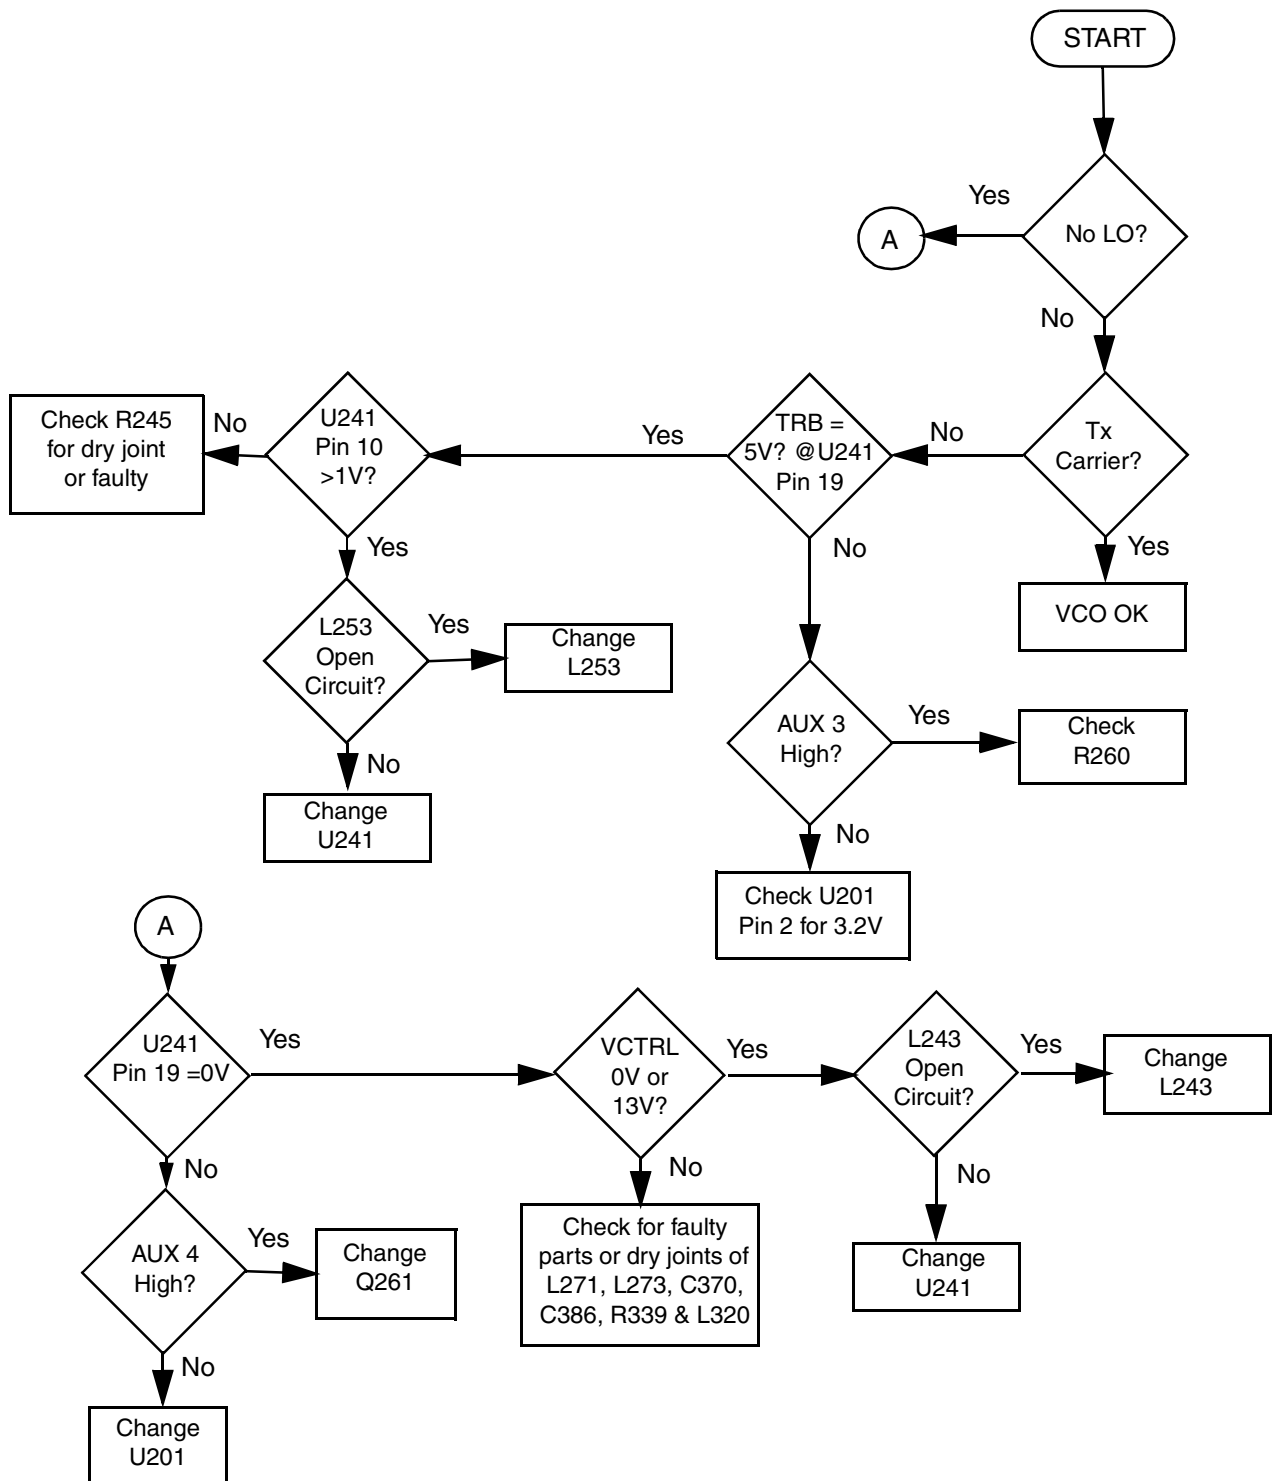 START
Yes
A
No LO?
No
Check R245
for dry joint
or faulty
No
U241
Pin 10
>1V?
Yes
TRB =
5V? @U241
Pin 19
No
Tx
Carrier?
Yes
No
Yes
VCO OK
L253
Open
Circuit?
Yes
Change
L253
AUX 3
High?
Yes
Check
R260
No
Change
U241
No
Check U201
Pin 2 for 3.2V
A
U241
Pin 19 =0V
Yes
VCTRL
0V or
13V?
Yes
L243
Open
Circuit?
Yes
Change
L243
No
No
No
AUX 4
High?
Yes
Change
Q261
Check for faulty
parts or dry joints of
L271, L273, C370,
C386, R339 & L320
Change
U241
No
Change
U201